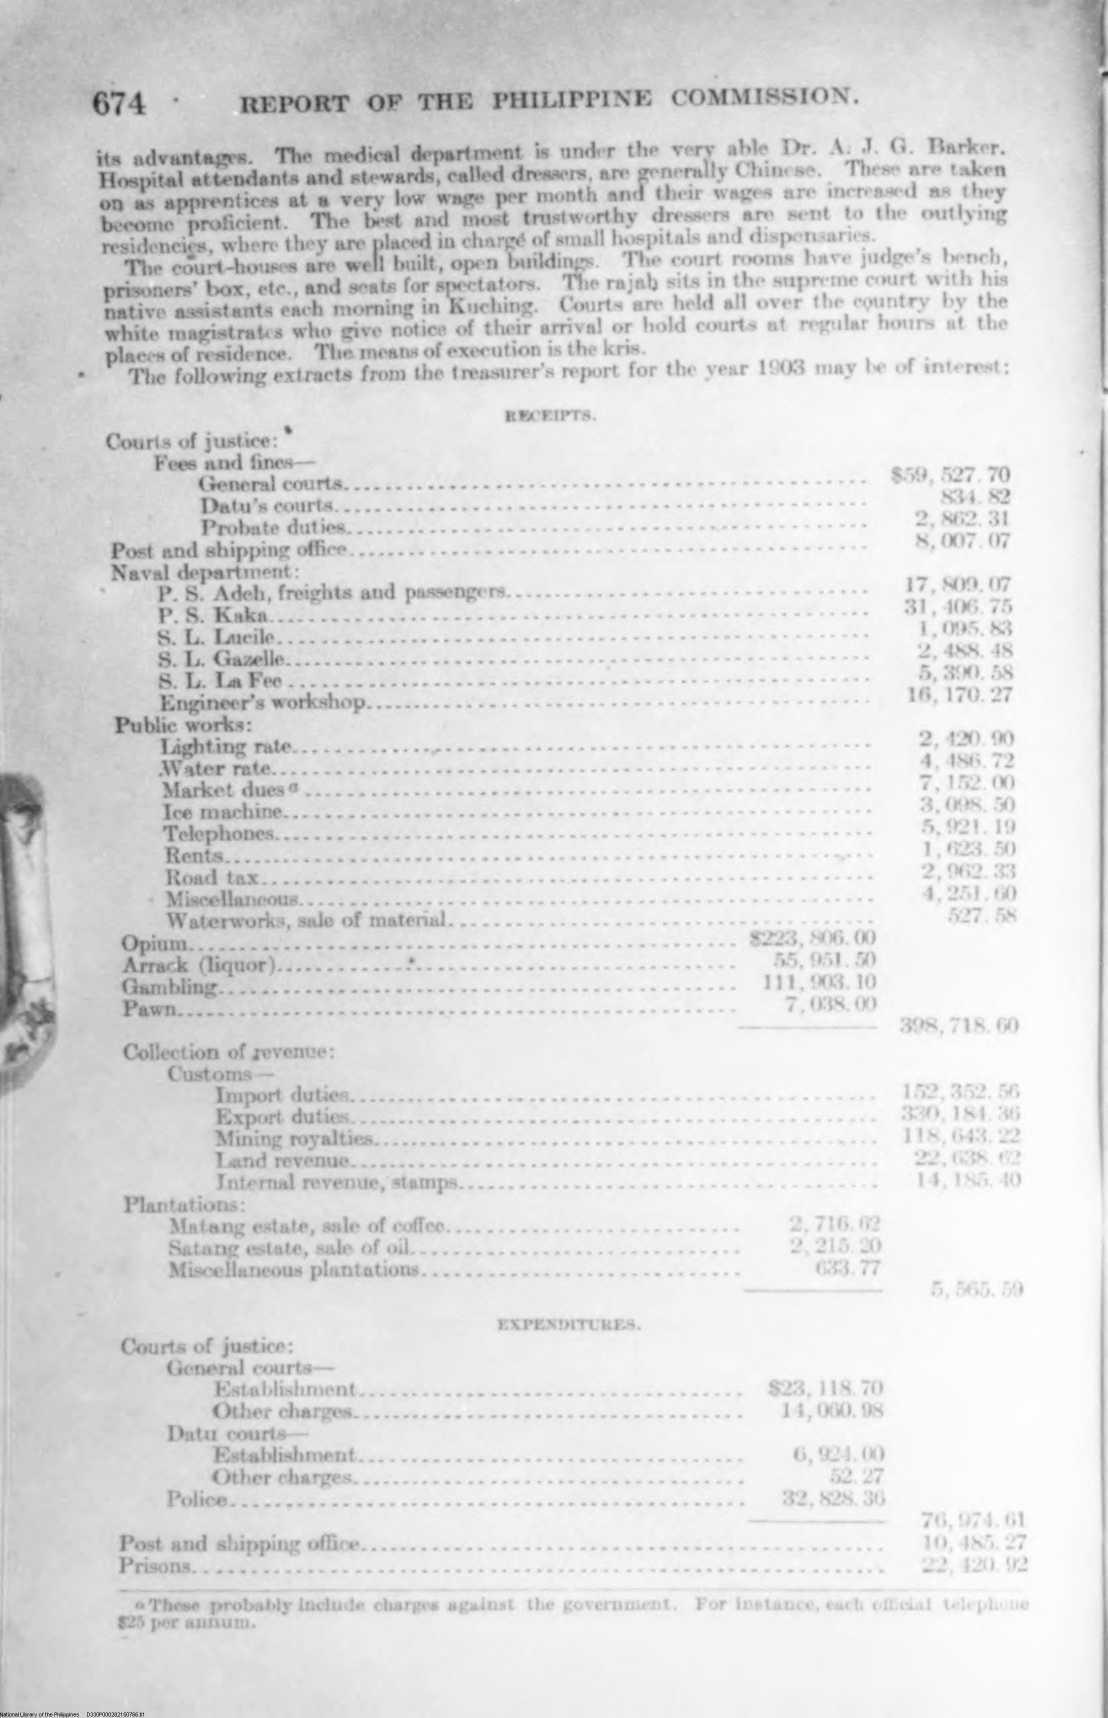 674 REPORT OF THE PHILIPPINE COMMISSION.
its advantages. The medical department is under the very able Dr. A. J. G. Barker.
Hospital attendants and stewards, called dressers, are generally Chinese. These are taken
on as apprentices at a very low wage per month and their wages are increased as they
become proficient. The best and most trustworthy dressers are sent to the outlying
residencies, where they are placed in charge of small hospitals and dispensaries.
The court-houses are well built, open buildings. The court rooms have judge's bench,
prisoners' box, etc., and seats for spectators. The rajah sits in the supreme court with his
native assistants each morning in Kuching. Courts are held all over the country by the
white magistrates who give notice of their arrival or hold courts at regular hours at the
places of residence. The means of execution is the kris.
The following extracts from the treasurer's report for the year 1903 may be of interest:
RECEIPTS.
Courts of justice:
Fees and fines—
General courts........ $59,527.70
Datu's courts........ 834.82
Probate duties........ 2,862.31
Post and shipping office........ 8,007.07
Naval department:
P. S. Adeh, freights and passengers........ 17,809.07
P. S. Kaka........ 31,406.75
S. L. Lucile........ 1,095.83
S. L. Gazelle........ 2,488.48
S. L. La Fee........ 5,390.58
Engineer's workshop........ 16,170.27
Public works:
Lighting rate........ 2,420.90
Water rate........ 4,486.72
Market dues a........ 7,152.00
Ice machine........ 3,098.50
Telephones........ 5,921.19
Rents........ 1,623.50
Road tax........ 2,962.33
Miscellaneous........ 4,251.60
Waterworks, sale of material........ 527.58
Opium........ $223,806.00
Arrack (liquor)........ 55,951.50
Gambling........ 111,903.10
Pawn........ 7,038.00
398,718.60
Collection of revenue:
Customs—
Import duties........ 152,352.56
Export duties........ 330,184.36
Mining royalties........ 118,643.22
Land revenue........ 22,638.62
Internal revenue, stamps........ 14,185.40
Plantations:
Matang estate, sale of coffee........ 2,716.62
Satang estate, sale of oil........ 2,215.20
Miscellaneous plantations........ 633.77
5,565.59
EXPENDITURES.
Courts of justice:
General courts—
Establishment........ $23,118.70
Other charges........ 14,060.98
Datu courts—
Establishment........ 6,924.00
Other charges........ 52.27
Police........ 32,828.36
76,974.61
Post and shipping office........ 10,485.27
Prisons........ 22,420.92
a These probably include charges against the government. For instance, each official telephone
$25 per annum.
National Library of the Philippines D330P000282150786.tif